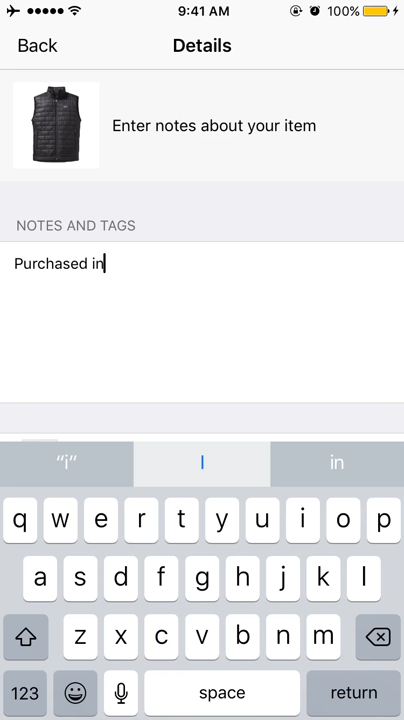 9:41 AM 100%
Back Details
Enter notes about your item
NOTES AND TAGS
Purchased in
“i” I in
q w e r t y u i o p
a s d f g h j k l
z x c v b n m
123 space return